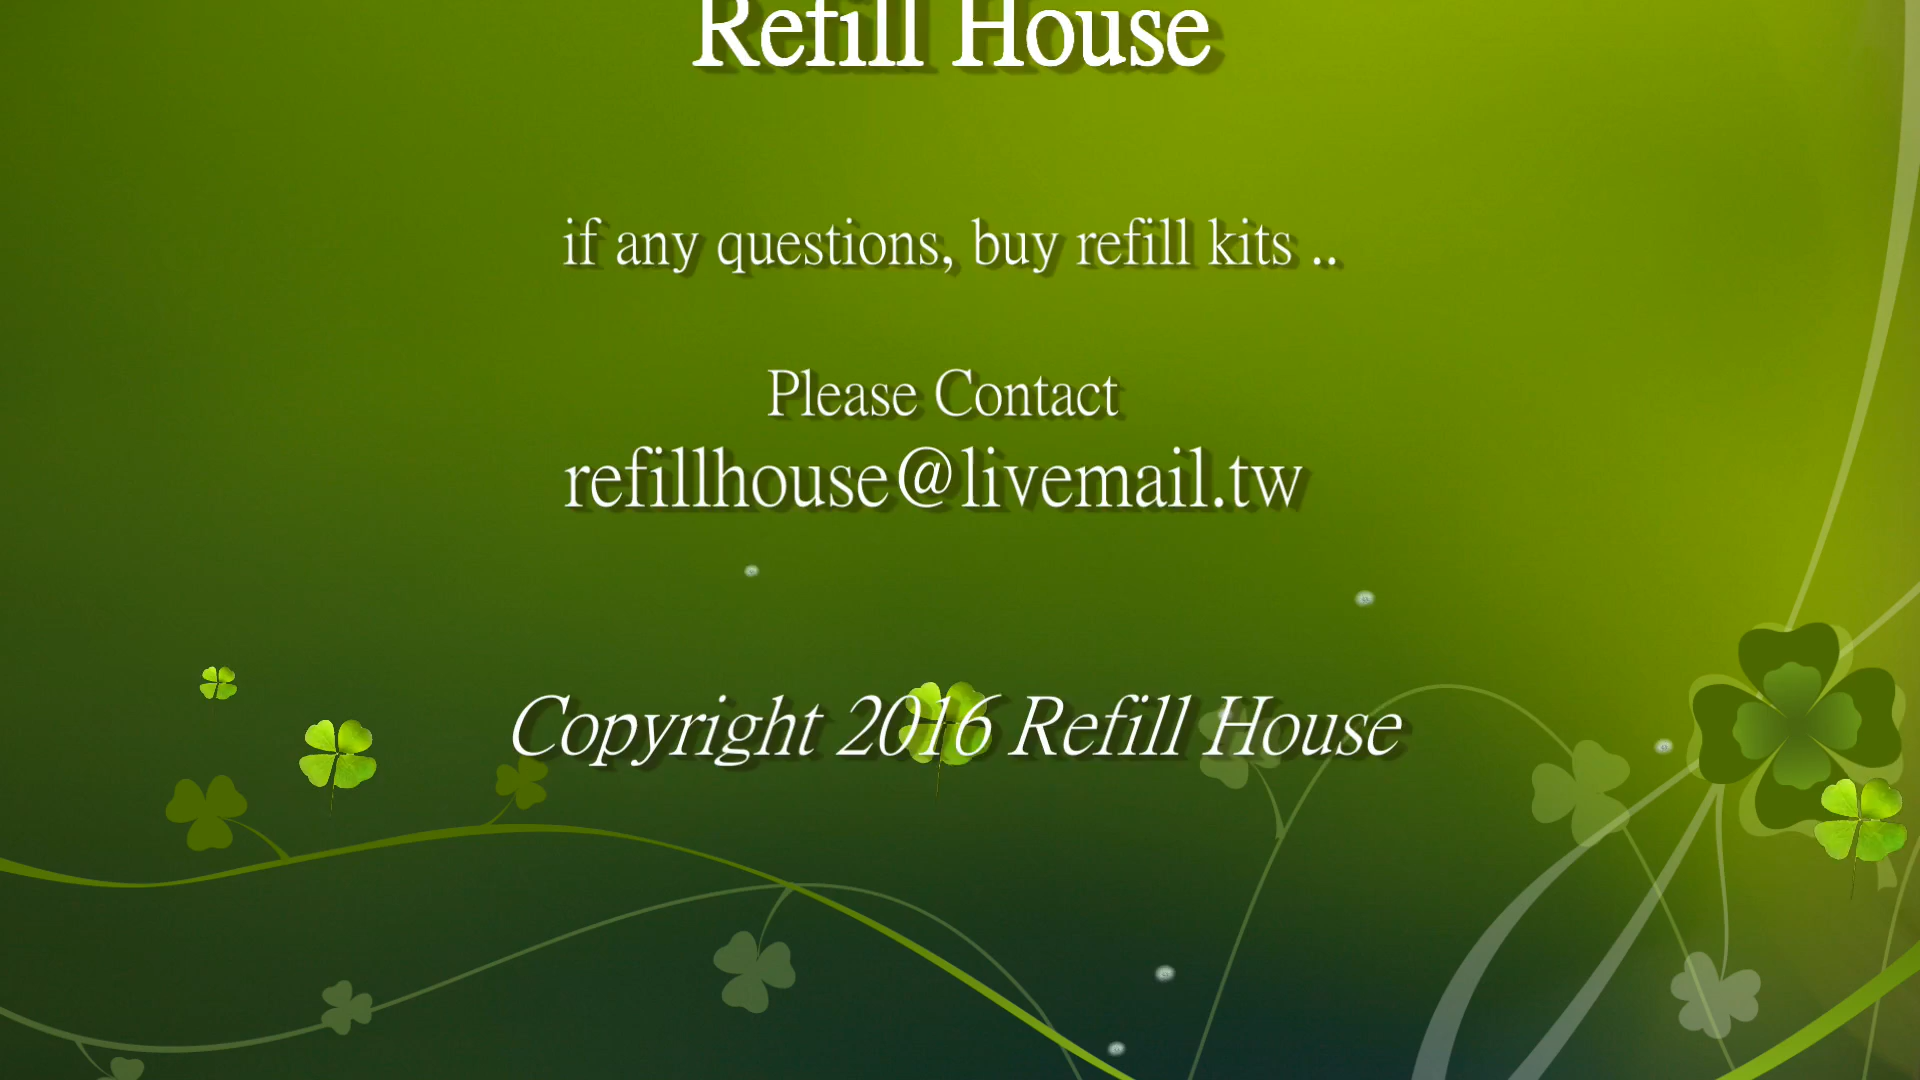 Refill House
if any questions, buy refill kits ..
Please Contact
refillhouse@livemail.tw
Copyright 2016 Refill House